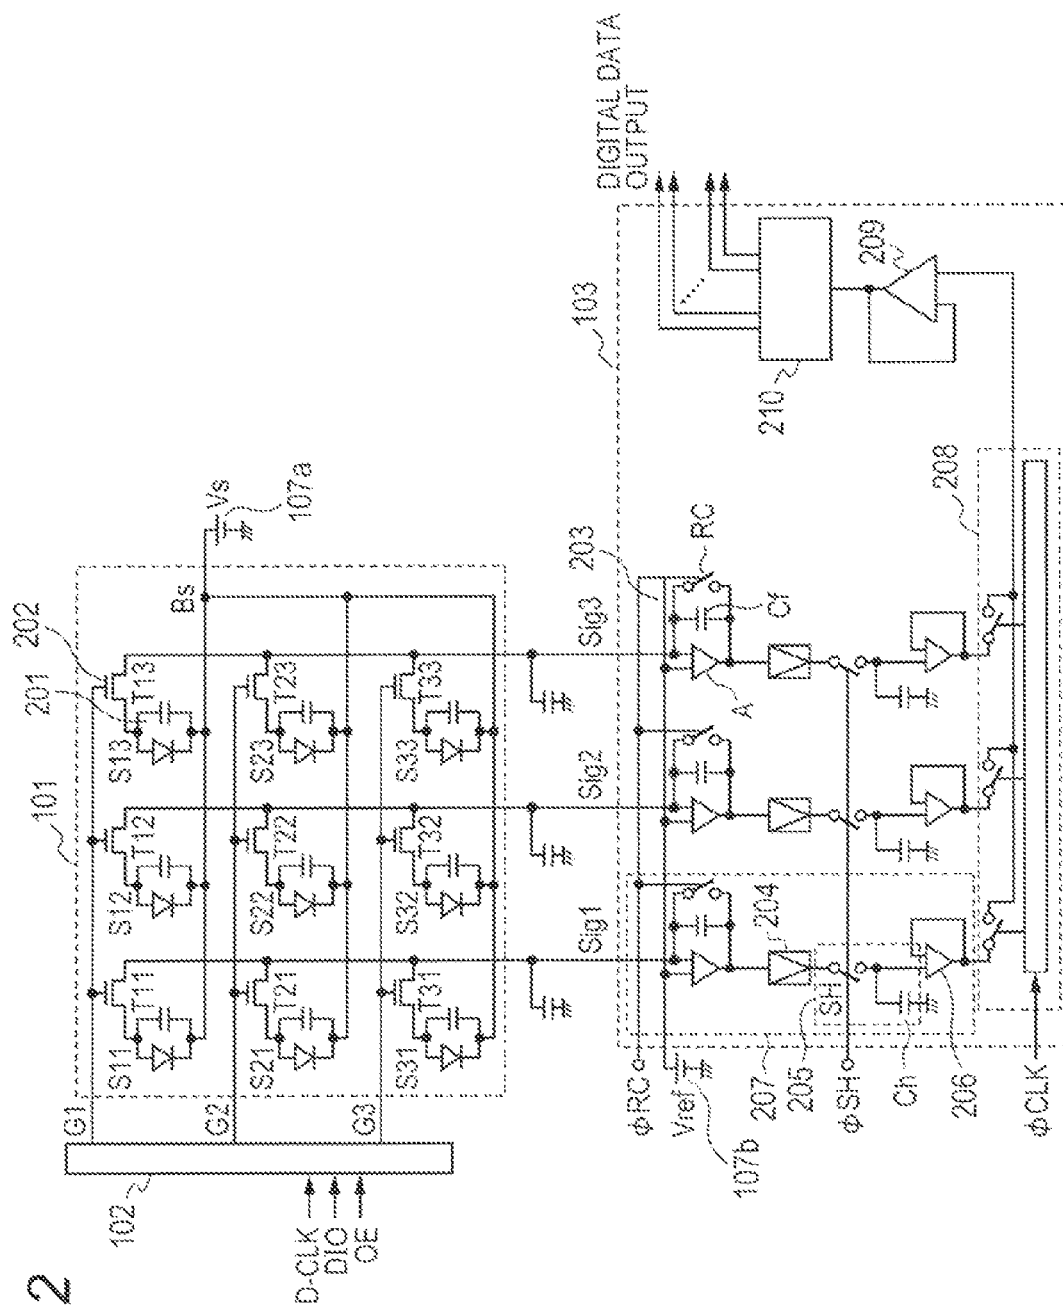 2
101
102
D-CLK
DIO
OE
G1
G2
G3
S11
T11
S12
T12
S13
T13
201
202
S21
T21
S22
T22
S23
T23
S31
T31
S32
T32
S33
T33
Bs
Vs
107a
Sig1
Sig2
Sig3
203
103
DIGITAL DATA
OUTPUT
ϕRC
Vref
107b
RC
Cf
A
204
207
205
SH
ϕSH
Ch
206
ϕCLK
208
209
210